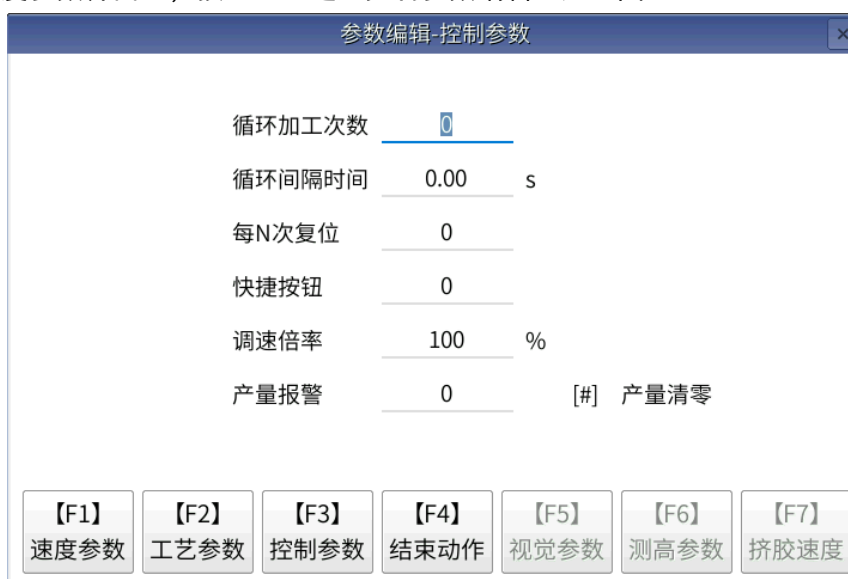 参数编辑-控制参数
循环加工次数 0
循环间隔时间 0.00 s
每N次复位 0
快捷按钮 0
调速倍率 100 %
产量报警 0 [#] 产量清零
【F1】 【F2】 【F3】 【F4】 【F5】 【F6】 【F7】
速度参数 工艺参数 控制参数 结束动作 视觉参数 测高参数 挤胶速度